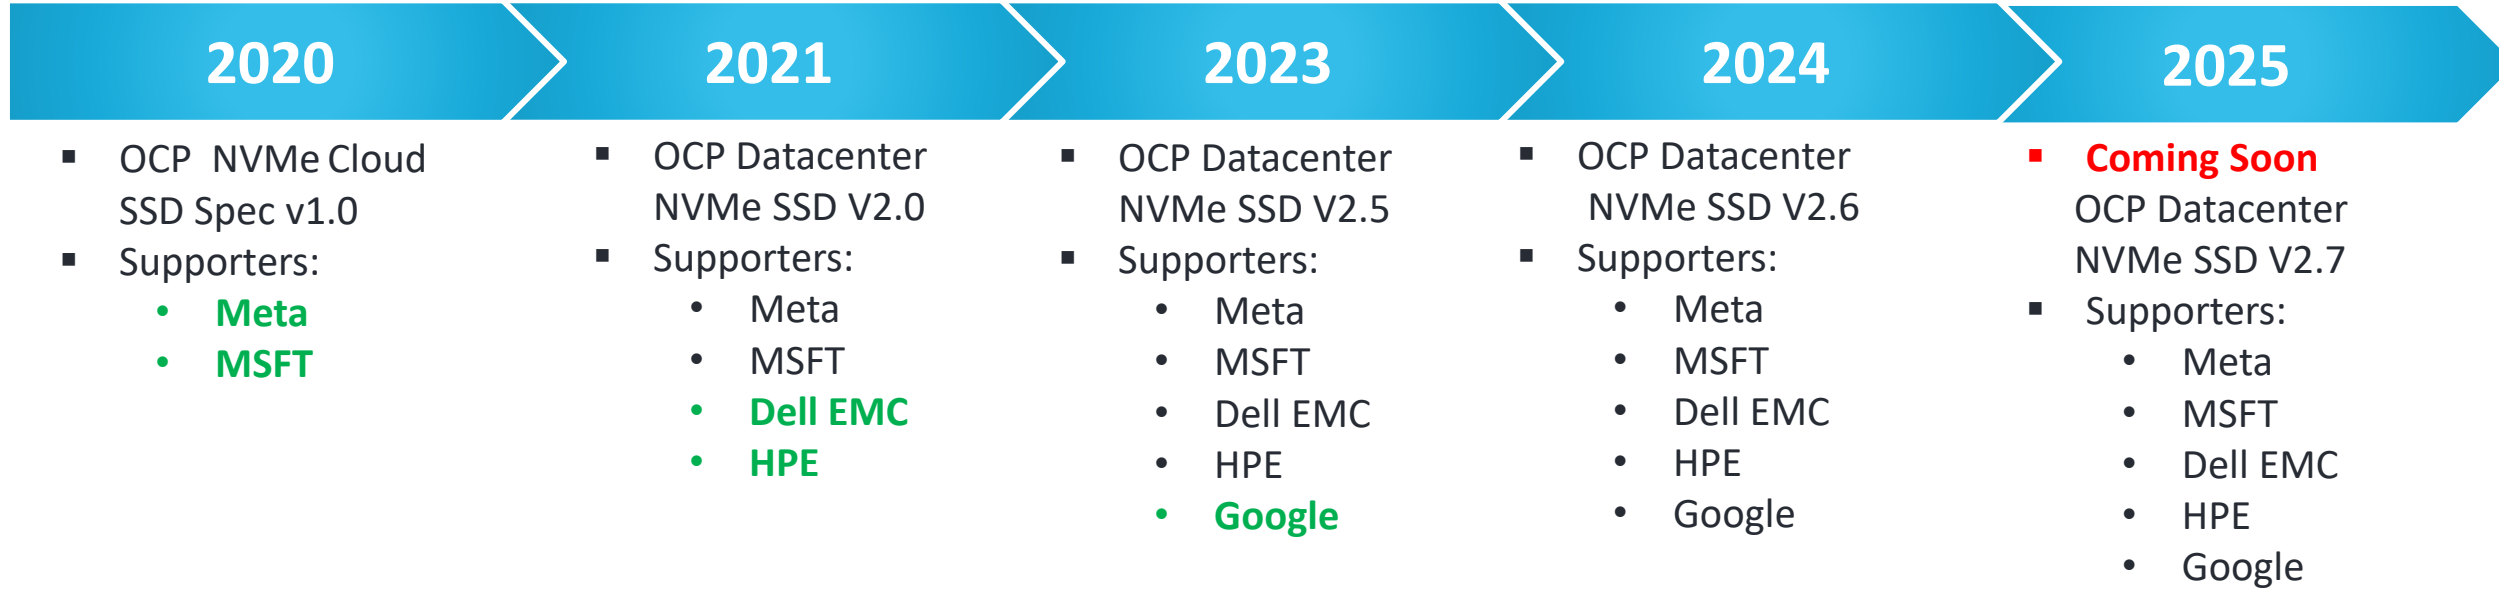 2020
OCP NVMe Cloud
SSD Spec v1.0
Supporters:
Meta
MSFT
2021
OCP Datacenter
NVMe SSD V2.0
Supporters:
Meta
MSFT
Dell EMC
HPE
2023
OCP Datacenter
NVMe SSD V2.5
Supporters:
Meta
MSFT
Dell EMC
HPE
Google
2024
OCP Datacenter
NVMe SSD V2.6
Supporters:
Meta
MSFT
Dell EMC
HPE
Google
2025
Coming Soon
OCP Datacenter
NVMe SSD V2.7
Supporters:
Meta
MSFT
Dell EMC
HPE
Google